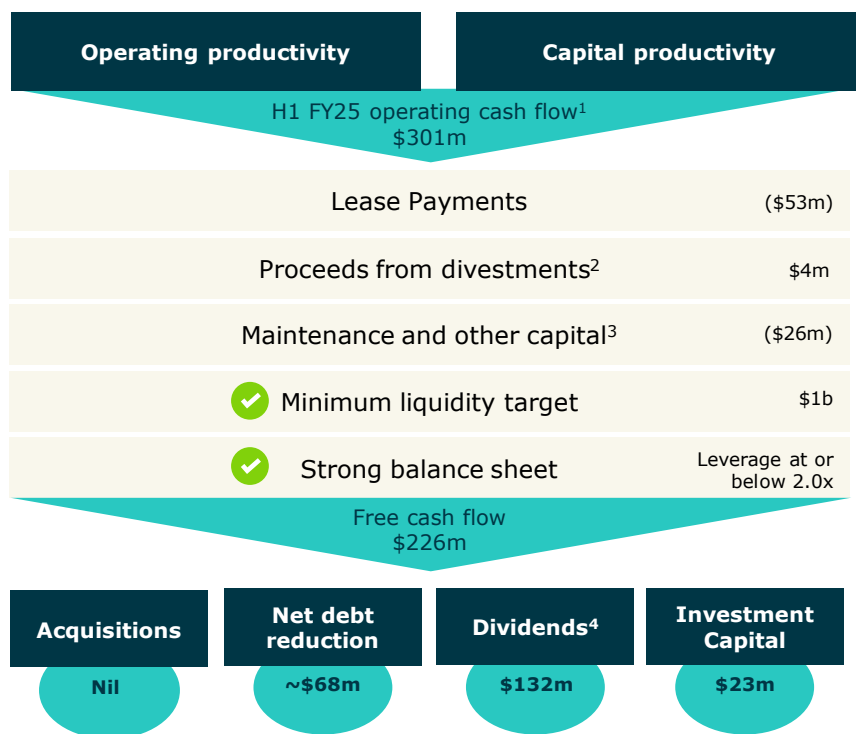 Operating productivity
Capital productivity
H1 FY25 operating cash flow¹
$301m
Lease Payments
($53m)
Proceeds from divestments²
$4m
Maintenance and other capital³
($26m)
Minimum liquidity target
$1b
Strong balance sheet
Leverage at or
below 2.0x
Free cash flow
$226m
Acquisitions
Nil
Net debt
reduction
~$68m
Dividends⁴
$132m
Investment
Capital
$23m